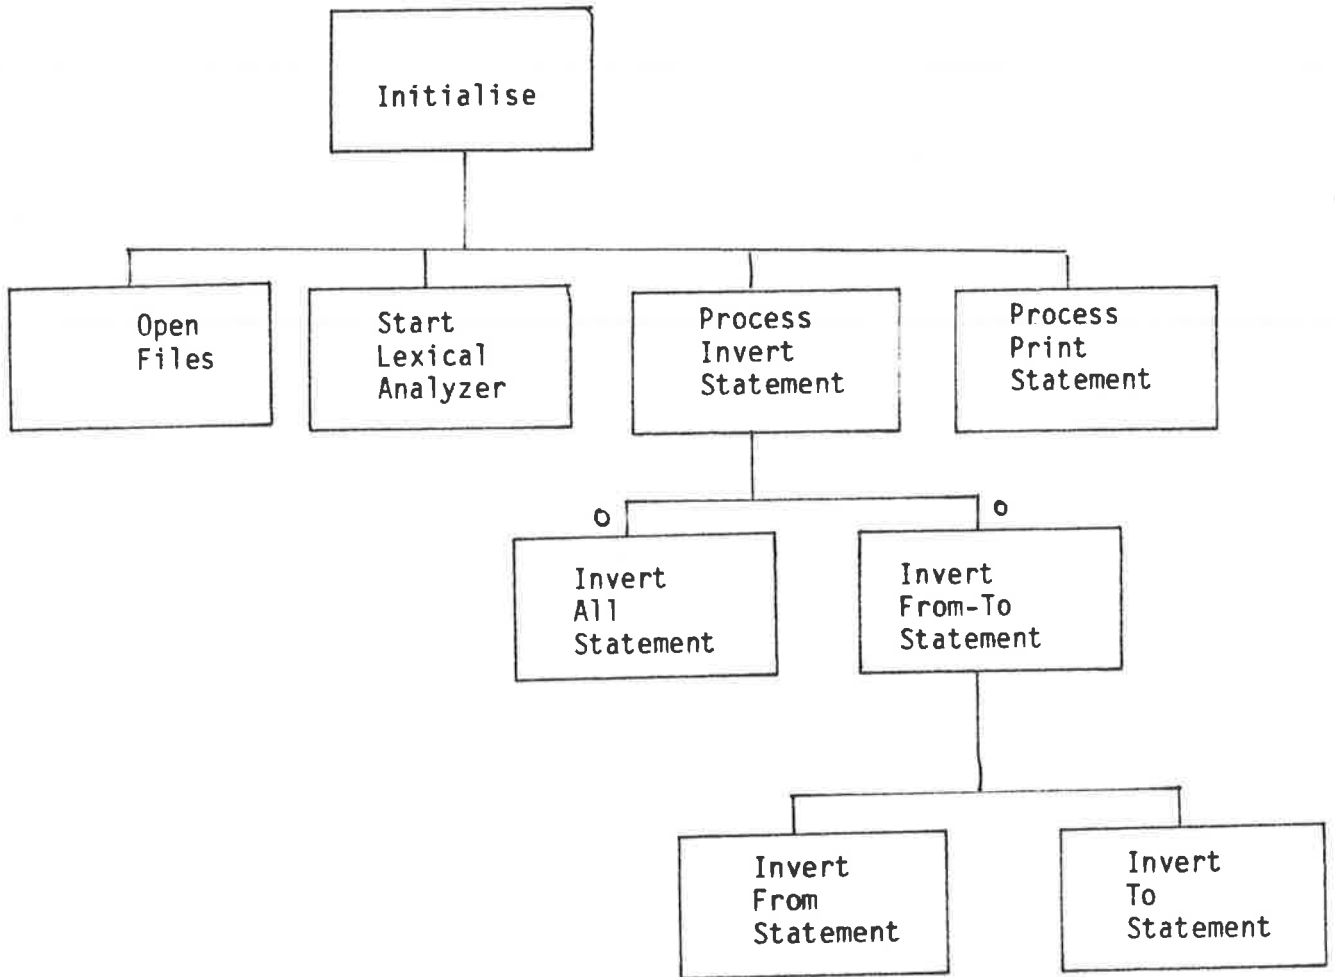 Initialise
Open
Files
Start
Lexical
Analyzer
Process
Invert
Statement
Process
Print
Statement
o
o
Invert
All
Statement
Invert
From-To
Statement
Invert
From
Statement
Invert
To
Statement